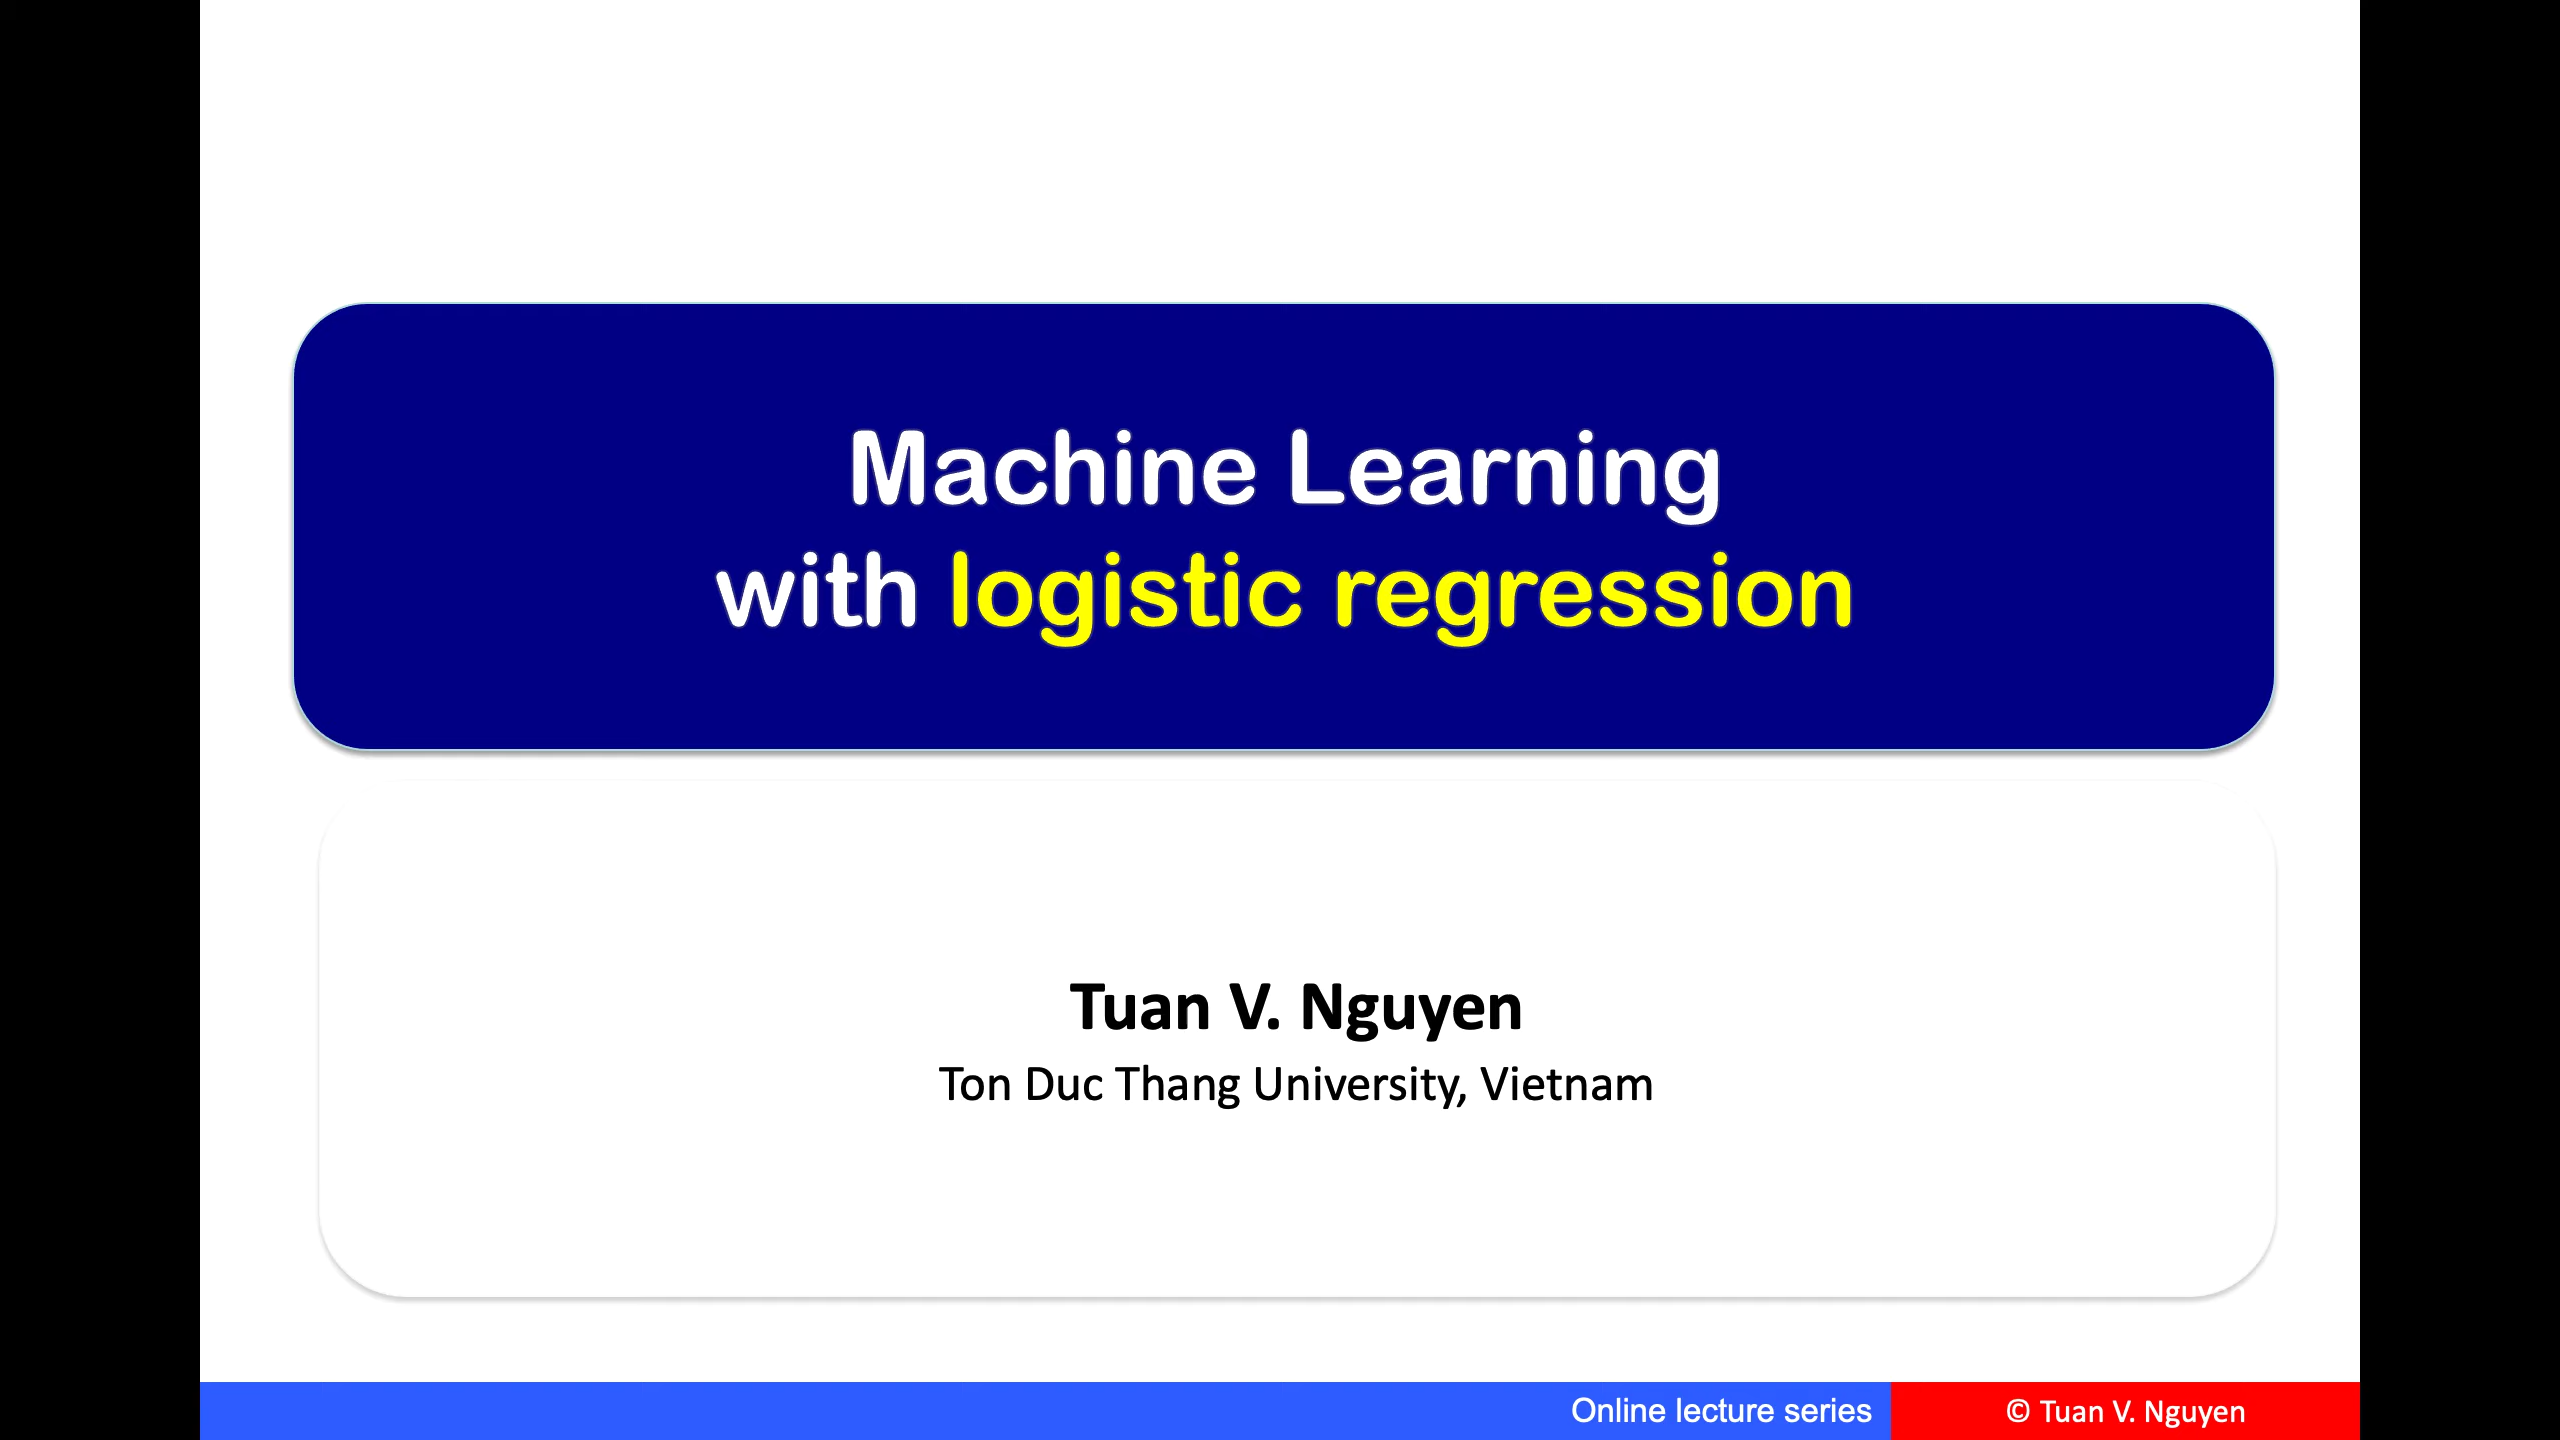 Machine Learning
with logistic regression
Tuan V. Nguyen
Ton Duc Thang University, Vietnam
Online lecture series
© Tuan V. Nguyen